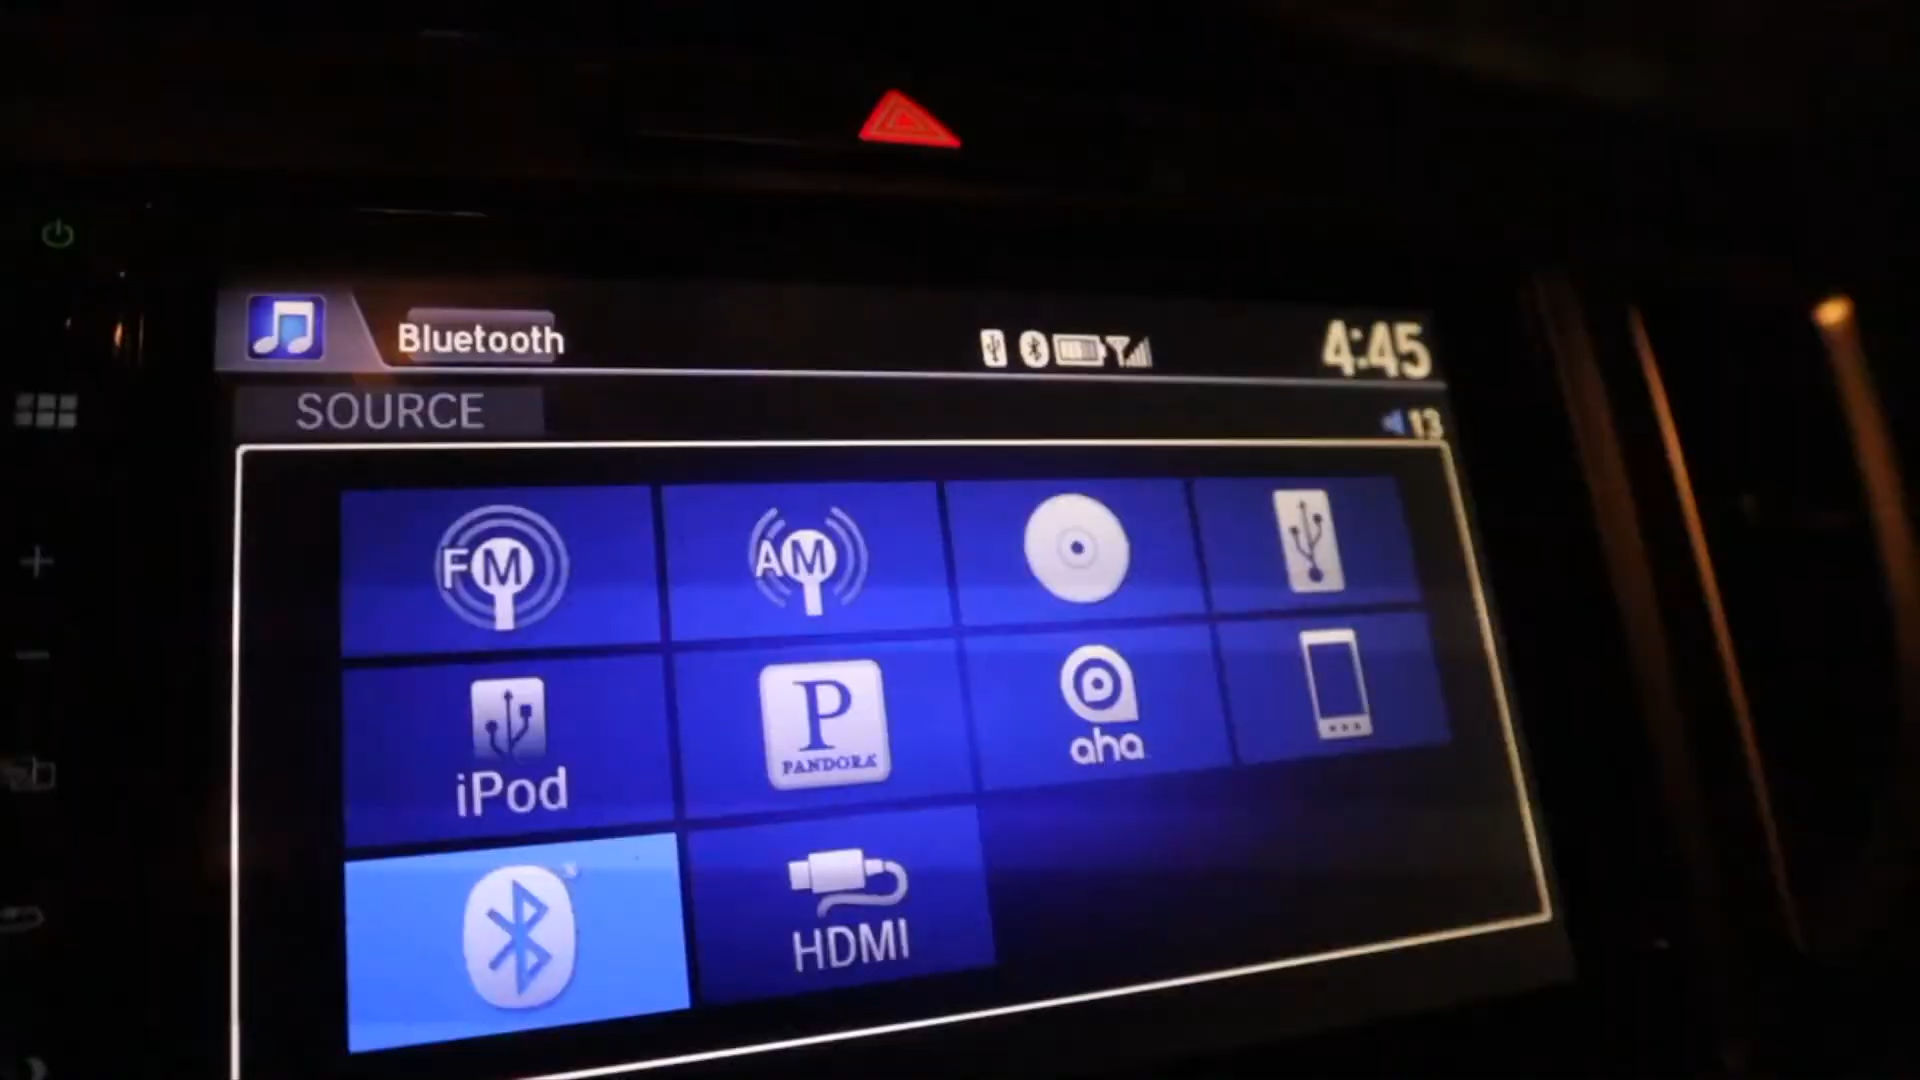 Bluetooth
4:45
SOURCE
13
FM
AM
iPod
P
PANDORA
aha
HDMI